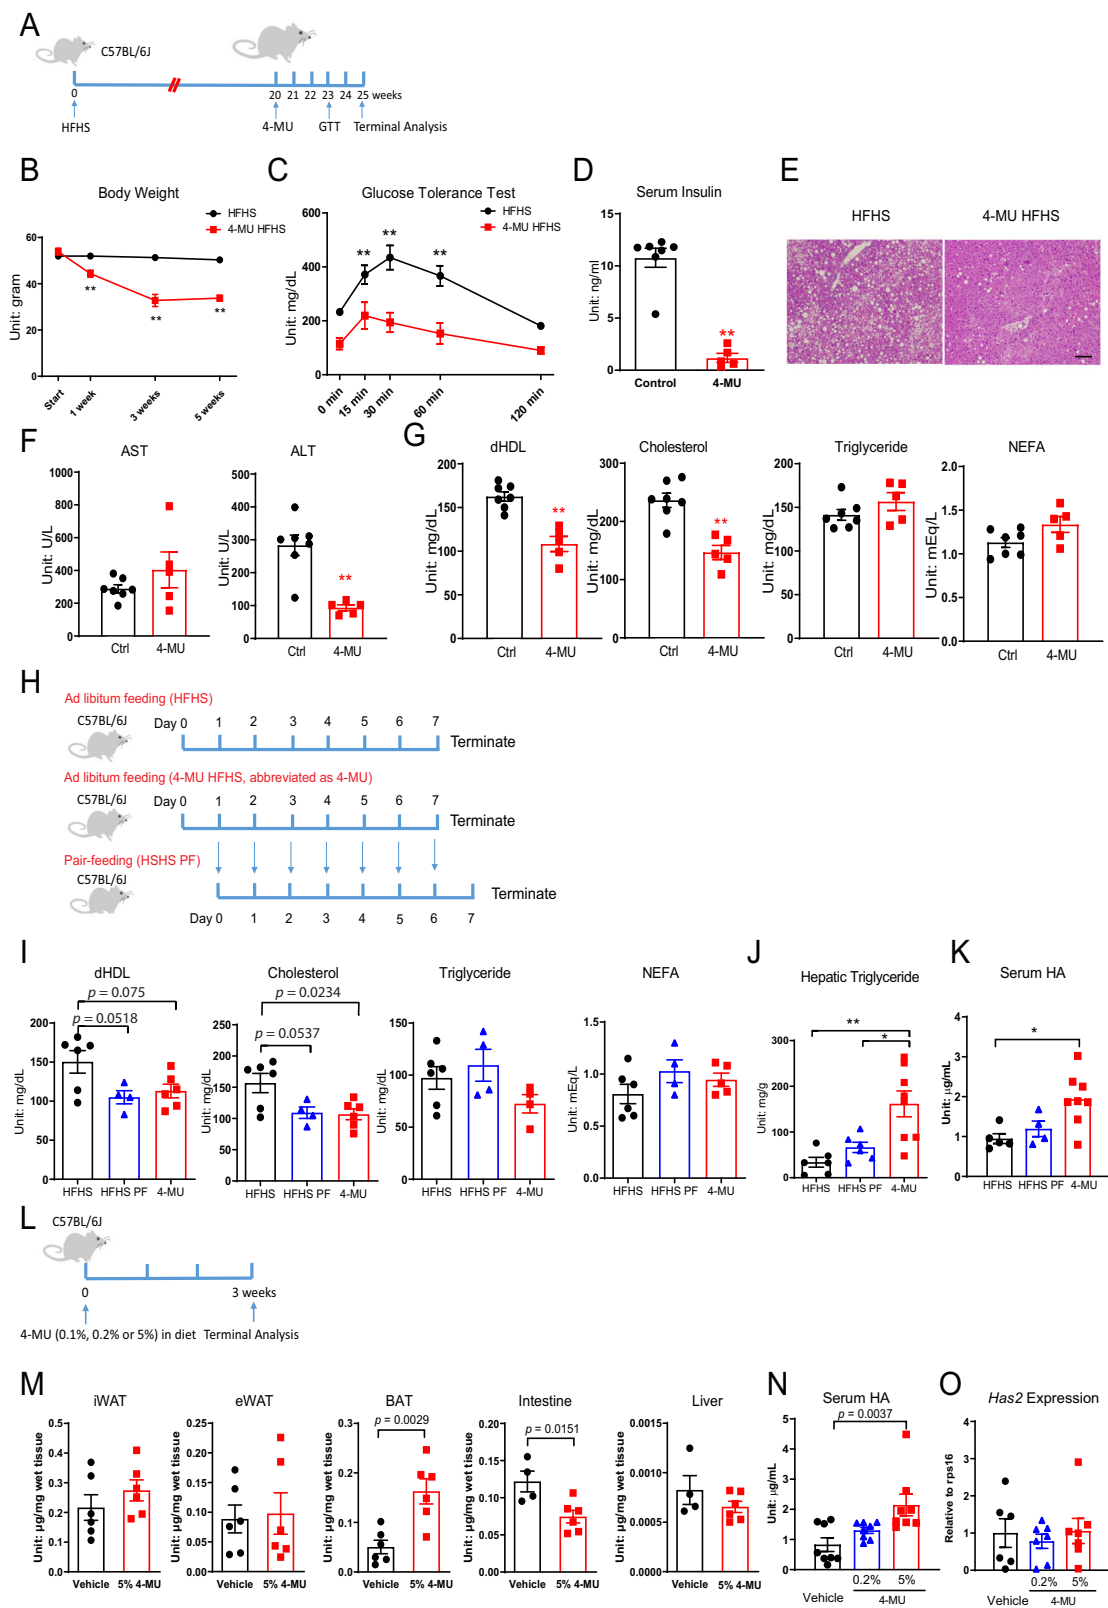 A
C57BL/6J
0 20 21 22 23 24 25 weeks
HFHS 4-MU GTT Terminal Analysis
B
Body Weight
HFHS
4-MU HFHS
Unit: gram
60
40
20
0
**
**
**
Start 1 week 3 weeks 5 weeks
C
Glucose Tolerance Test
HFHS
4-MU HFHS
Unit: mg/dL
600
400
200
0
**
**
**
0 min 15 min 30 min 60 min 120 min
D
Serum Insulin
Unit: ng/ml
15
10
5
0
**
Control 4-MU
E
HFHS 4-MU HFHS
F
AST
Unit: U/L
1000
800
600
400
200
0
Ctrl 4-MU
ALT
Unit: U/L
500
400
300
200
100
0
**
Ctrl 4-MU
G
dHDL
Unit: mg/dL
200
150
100
50
0
**
Ctrl 4-MU
Cholesterol
Unit: mg/dL
300
200
100
0
**
Ctrl 4-MU
Triglyceride
Unit: mg/dL
200
150
100
50
0
Ctrl 4-MU
NEFA
Unit: mEq/L
2.0
1.5
1.0
0.5
0.0
Ctrl 4-MU
H
Ad libitum feeding (HFHS)
C57BL/6J
Day 0 1 2 3 4 5 6 7
Terminate
Ad libitum feeding (4-MU HFHS, abbreviated as 4-MU)
C57BL/6J
Day 0 1 2 3 4 5 6 7
Terminate
Pair-feeding (HSHS PF)
C57BL/6J
Terminate
Day 0 1 2 3 4 5 6 7
I
dHDL
p = 0.075
p = 0.0518
Unit: mg/dL
200
150
100
50
0
HFHS HFHS PF 4-MU
Cholesterol
p = 0.0234
p = 0.0537
Unit: mg/dL
250
200
150
100
50
0
HFHS HFHS PF 4-MU
Triglyceride
Unit: mg/dL
150
100
50
0
HFHS HFHS PF 4-MU
NEFA
Unit: mEq/L
1.5
1.0
0.5
0.0
HFHS HFHS PF 4-MU
J
Hepatic Triglyceride
**
*
Unit: mg/g
300
200
100
0
HFHS HFHS PF 4-MU
K
Serum HA
*
Unit: μg/mL
4
3
2
1
0
HFHS HFHS PF 4-MU
L
C57BL/6J
0 3 weeks
4-MU (0.1%, 0.2% or 5%) in diet Terminal Analysis
M
iWAT
Unit: μg/mg wet tissue
0.5
0.4
0.3
0.2
0.1
0.0
Vehicle 5% 4-MU
eWAT
Unit: μg/mg wet tissue
0.25
0.20
0.15
0.10
0.05
0.00
Vehicle 5% 4-MU
BAT
p = 0.0029
Unit: μg/mg wet tissue
0.3
0.2
0.1
0.0
Vehicle 5% 4-MU
Intestine
p = 0.0151
Unit: μg/mg wet tissue
0.20
0.15
0.10
0.05
0.00
Vehicle 5% 4-MU
Liver
Unit: μg/mg wet tissue
0.0015
0.0010
0.0005
0.0000
Vehicle 5% 4-MU
N
Serum HA
p = 0.0037
Unit: μg/mL
5
4
3
2
1
0
0.2% 5%
Vehicle 4-MU
O
Has2 Expression
Relative to rps16
4
3
2
1
0
0.2% 5%
Vehicle 4-MU